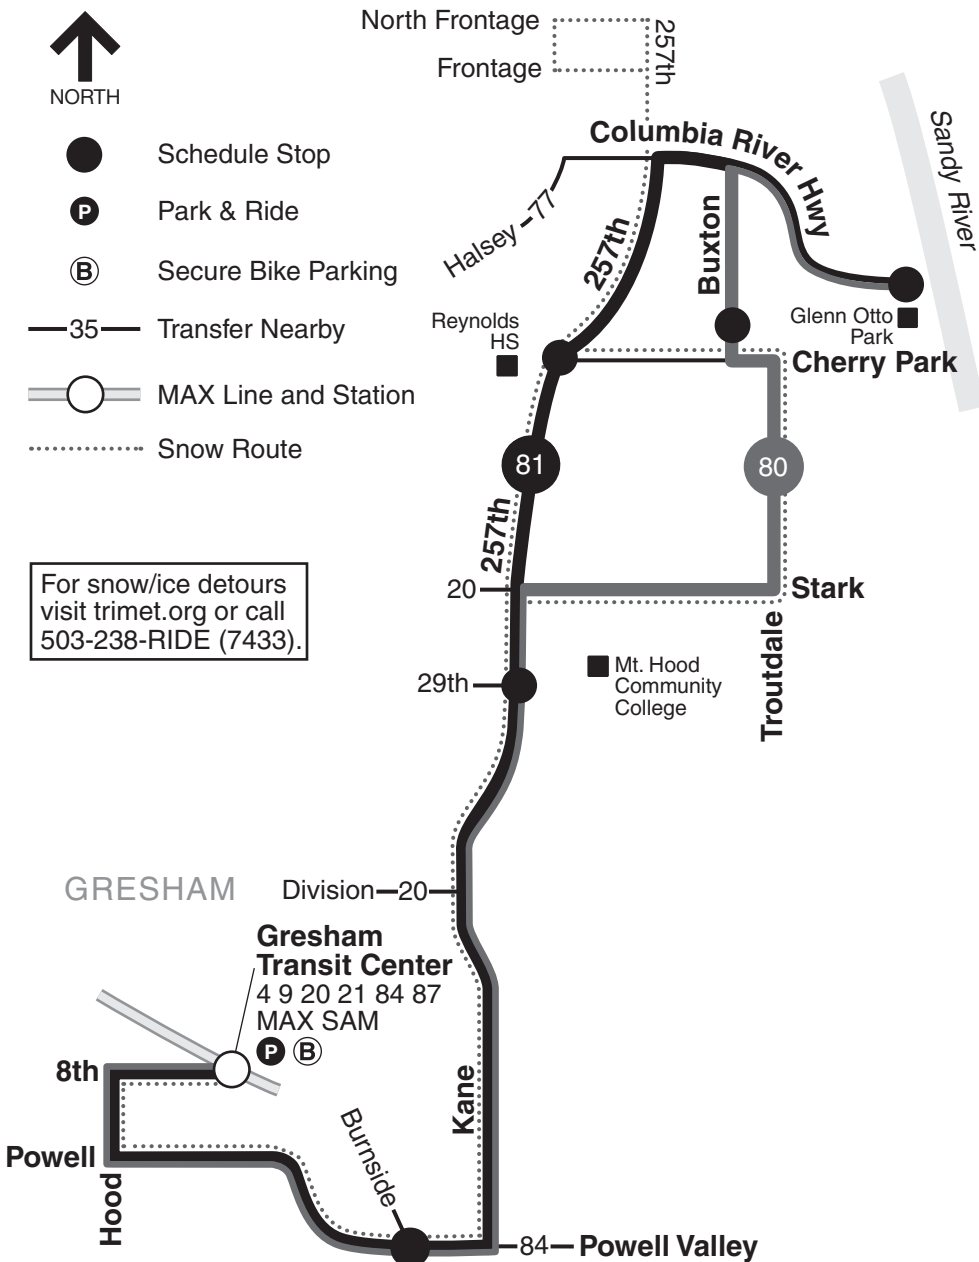 North Frontage
Frontage
257th
NORTH
Schedule Stop
P
Park & Ride
B
Secure Bike Parking
35
Transfer Nearby
MAX Line and Station
Snow Route
Columbia River Hwy
Sandy River
Halsey
77
257th
Buxton
Reynolds
HS
Glenn Otto
Park
Cherry Park
81
80
257th
20
Stark
For snow/ice detours
visit trimet.org or call
503-238-RIDE (7433).
29th
Mt. Hood
Community
College
Troutdale
GRESHAM
Division
20
Gresham
Transit Center
4 9 20 21 84 87
MAX SAM
P B
8th
Kane
Burnside
Powell
Hood
84
Powell Valley